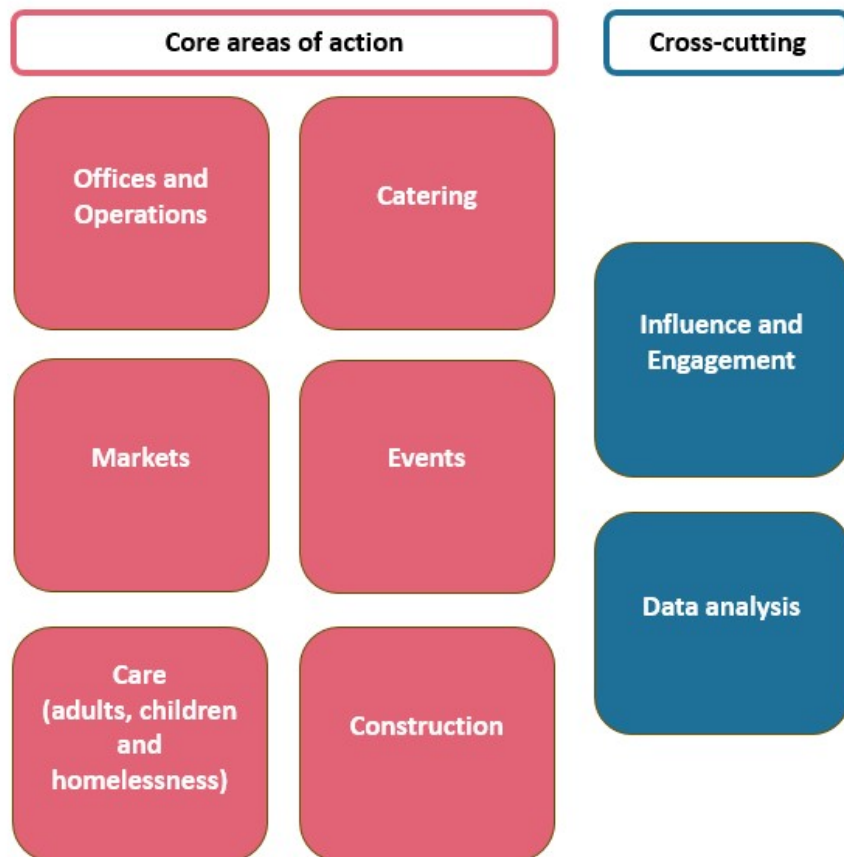 Core areas of action
Cross-cutting
Offices and
Operations
Catering
Influence and
Engagement
Markets
Events
Data analysis
Care
(adults, children
and
homelessness)
Construction